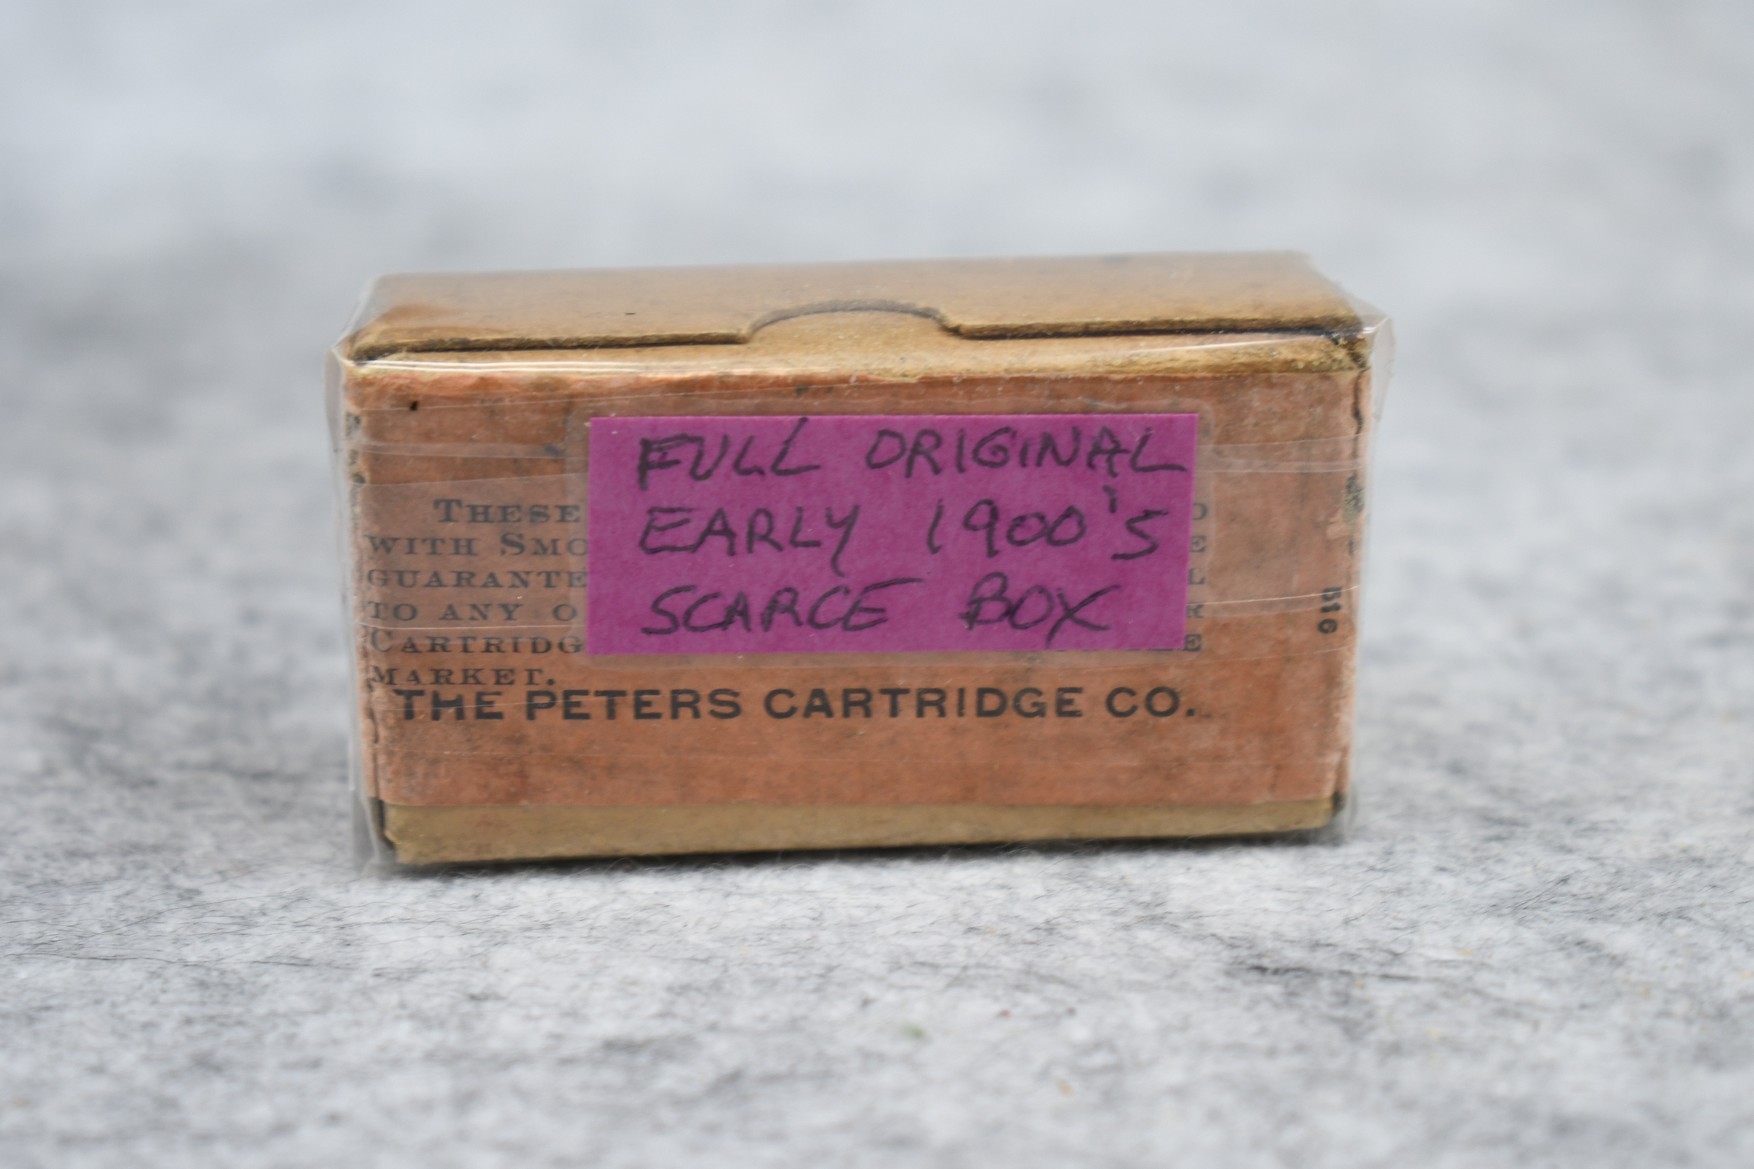 FULL ORIGINAL
EARLY 1900's
SCARCE BOX
THESE
WITH SMO
GUARANTE
TO ANY O
CARTRIDG
MARKET.
THE PETERS CARTRIDGE CO.